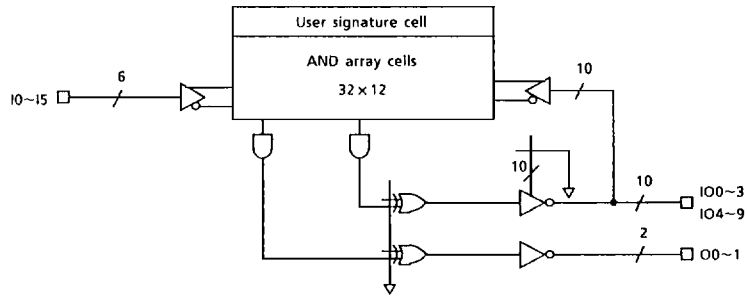 User signature cell
AND array cells
32 × 12
6
I0~I5
10
10
10
IO0~3
IO4~9
2
O0~1